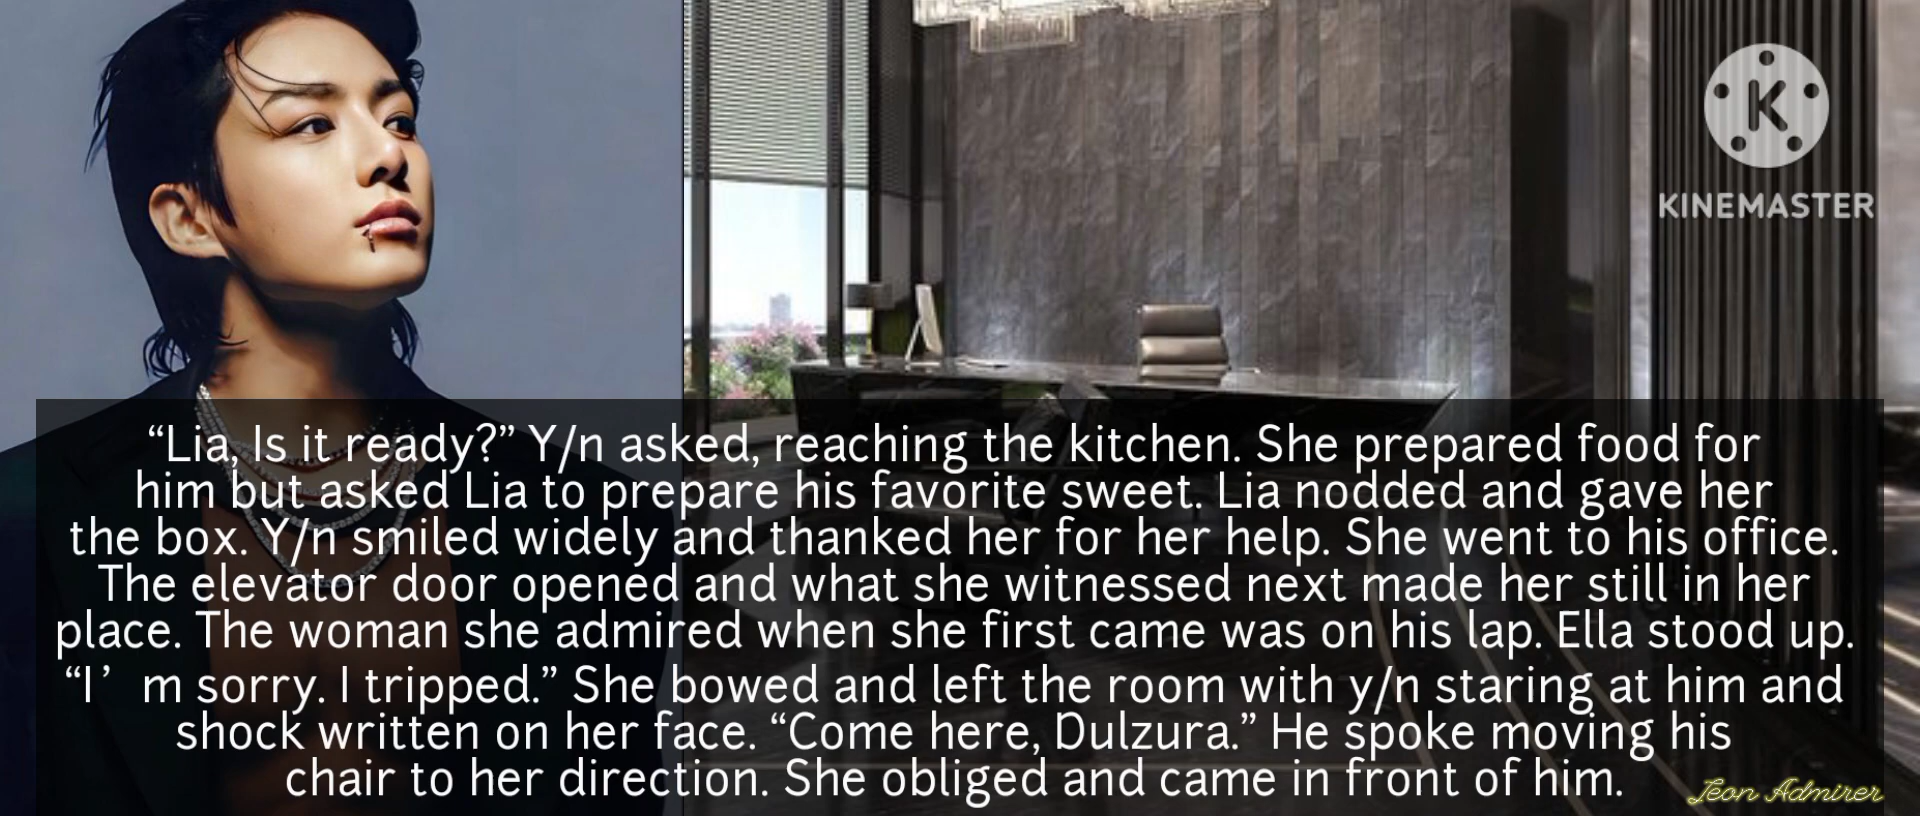 K
KINEMASTER
“Lia, Is it ready?” Y/n asked, reaching the kitchen. She prepared food for
him but asked Lia to prepare his favorite sweet. Lia nodded and gave her
the box. Y/n smiled widely and thanked her for her help. She went to his office.
The elevator door opened and what she witnessed next made her still in her
place. The woman she admired when she first came was on his lap. Ella stood up.
“I’ m sorry. I tripped.” She bowed and left the room with y/n staring at him and
shock written on her face. “Come here, Dulzura.” He spoke moving his
chair to her direction. She obliged and came in front of him.
Leon Admirer